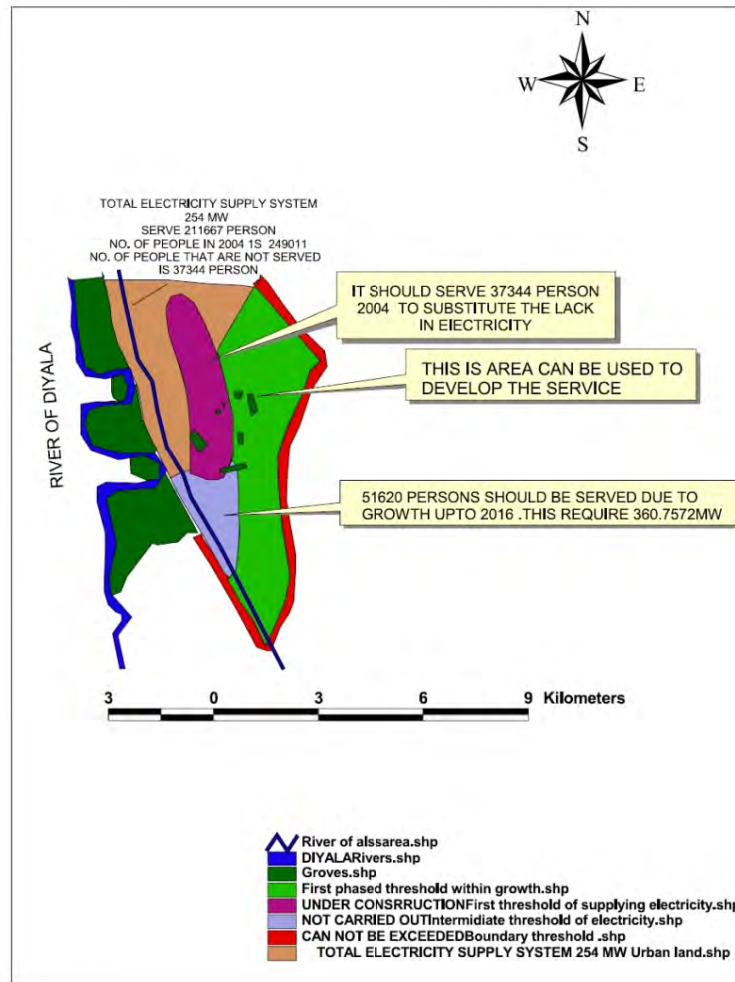 N
W E
S
TOTAL ELECTRICITY SUPPLY SYSTEM
254 MW
SERVE 211667 PERSON
NO. OF PEOPLE IN 2004 1S 249011
NO. OF PEOPLE THAT ARE NOT SERVED
IS 37344 PERSON
IT SHOULD SERVE 37344 PERSON
2004 TO SUBSTITUTE THE LACK
IN ElECTRICITY
THIS IS AREA CAN BE USED TO
DEVELOP THE SERVICE
RIVER OF DIYALA
51620 PERSONS SHOULD BE SERVED DUE TO
GROWTH UPTO 2016 .THIS REQUIRE 360.7572MW
3 0 3 6 9 Kilometers
River of alssarea.shp
DIYALARivers.shp
Groves.shp
First phased threshold within growth.shp
UNDER CONSRRUCTIONFirst threshold of supplying electricity.shp
NOT CARRIED OUTIntermidiate threshold of electricity.shp
CAN NOT BE EXCEEDEDBoundary threshold .shp
TOTAL ELECTRICITY SUPPLY SYSTEM 254 MW Urban land.shp